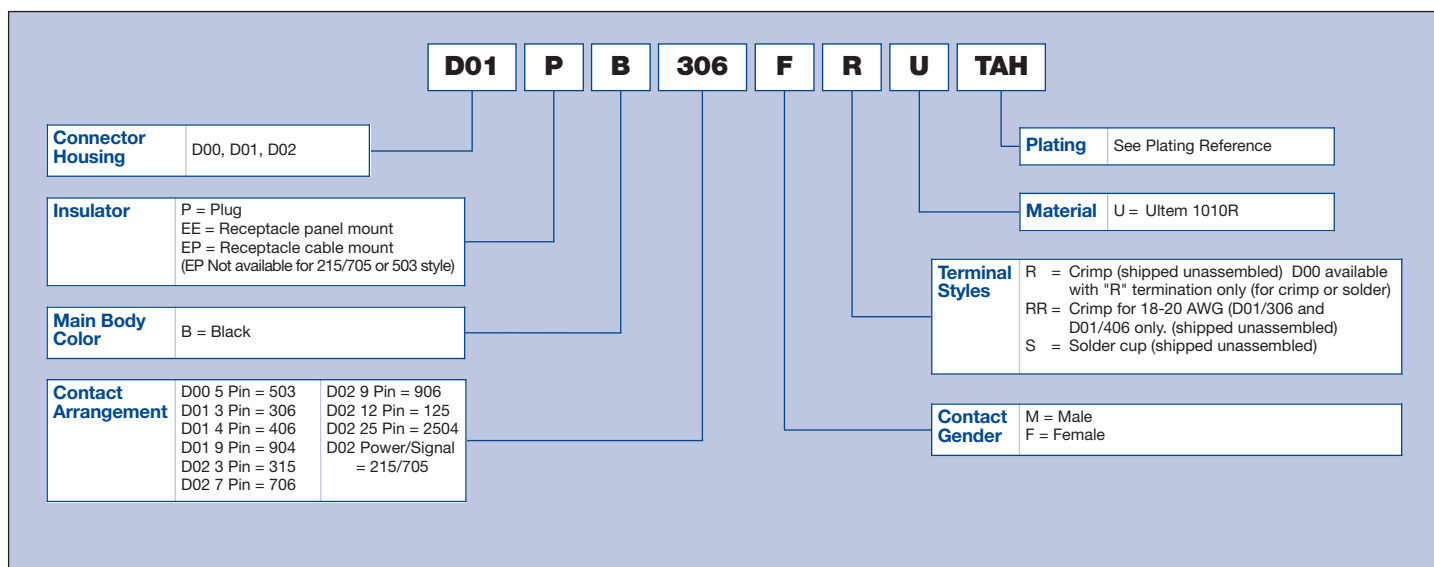 D01 P B 306 F R U TAH
Connector Housing
D00, D01, D02
Insulator
P = Plug
EE = Receptacle panel mount
EP = Receptacle cable mount
(EP Not available for 215/705 or 503 style)
Main Body Color
B = Black
Contact Arrangement
D00 5 Pin = 503
D01 3 Pin = 306
D01 4 Pin = 406
D01 9 Pin = 904
D02 3 Pin = 315
D02 7 Pin = 706
D02 9 Pin = 906
D02 12 Pin = 125
D02 25 Pin = 2504
D02 Power/Signal
= 215/705
Plating
See Plating Reference
Material
U = Ultem 1010R
Terminal Styles
R = Crimp (shipped unassembled) D00 available
with "R" termination only (for crimp or solder)
RR = Crimp for 18-20 AWG (D01/306 and
D01/406 only. (shipped unassembled)
S = Solder cup (shipped unassembled)
Contact Gender
M = Male
F = Female